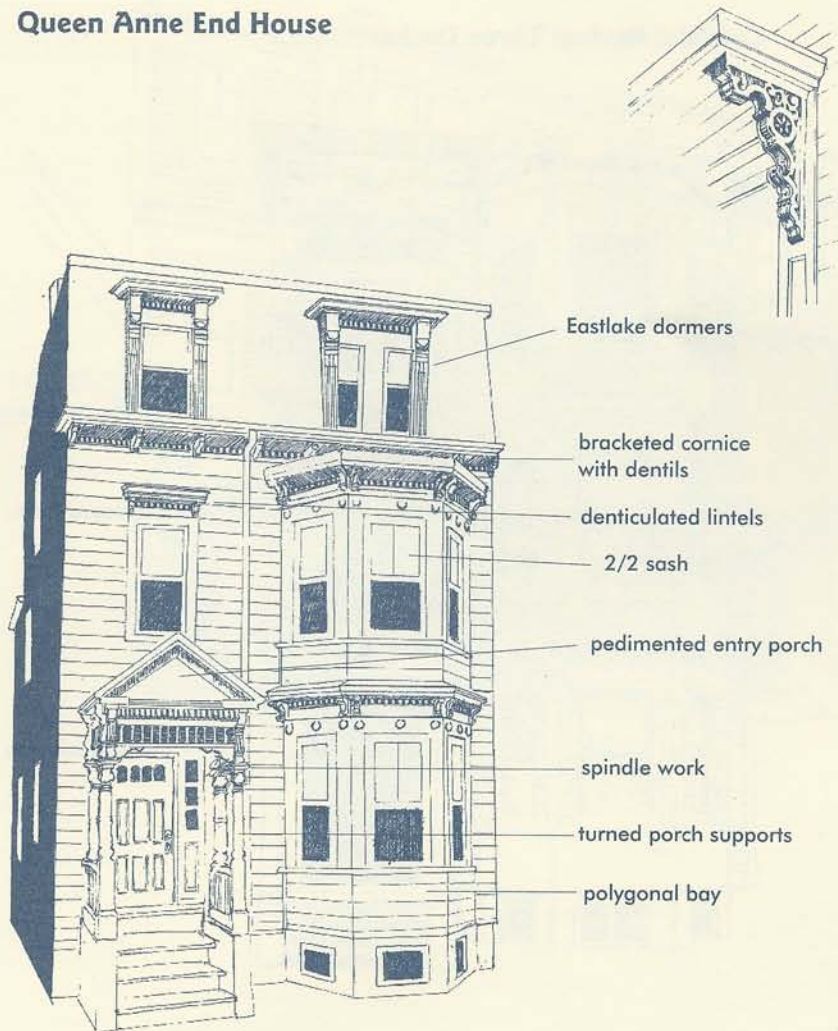 Queen Anne End House
Eastlake dormers
bracketed cornice
with dentils
denticulated lintels
2/2 sash
pedimented entry porch
spindle work
turned porch supports
polygonal bay